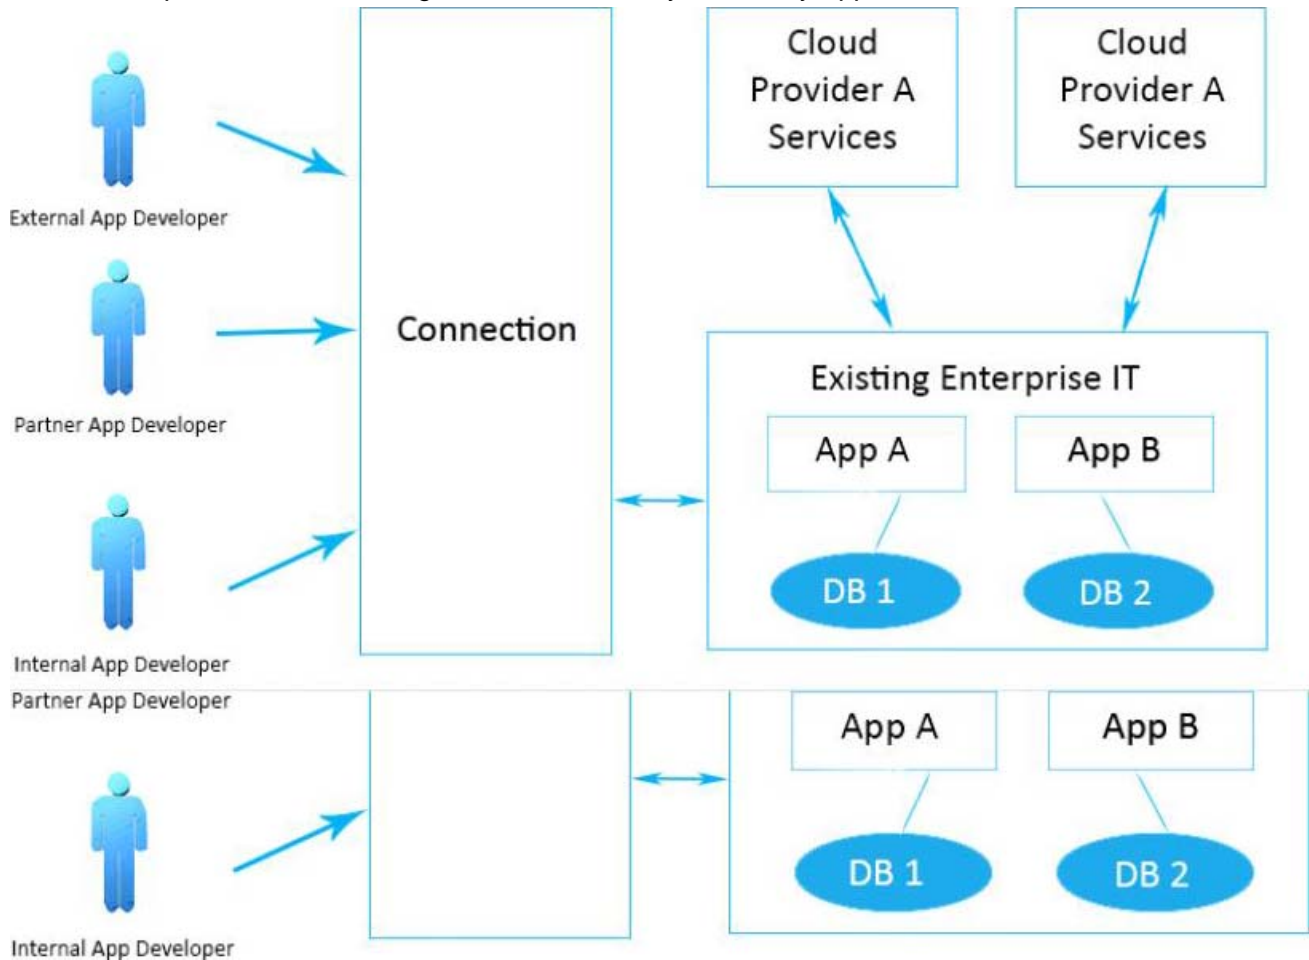 Cloud
Provider A
Services
Cloud
Provider A
Services
External App Developer
Connection
Partner App Developer
Existing Enterprise IT
App A
App B
DB 1
DB 2
Internal App Developer
Partner App Developer
App A
App B
DB 1
DB 2
Internal App Developer